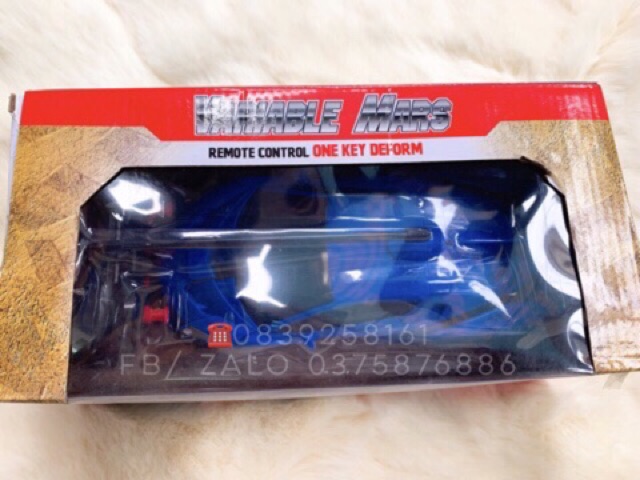 VARIABLE MARS
REMOTE CONTROL ONE KEY DEFORM
0839258161
FB/ ZALO 0375876886